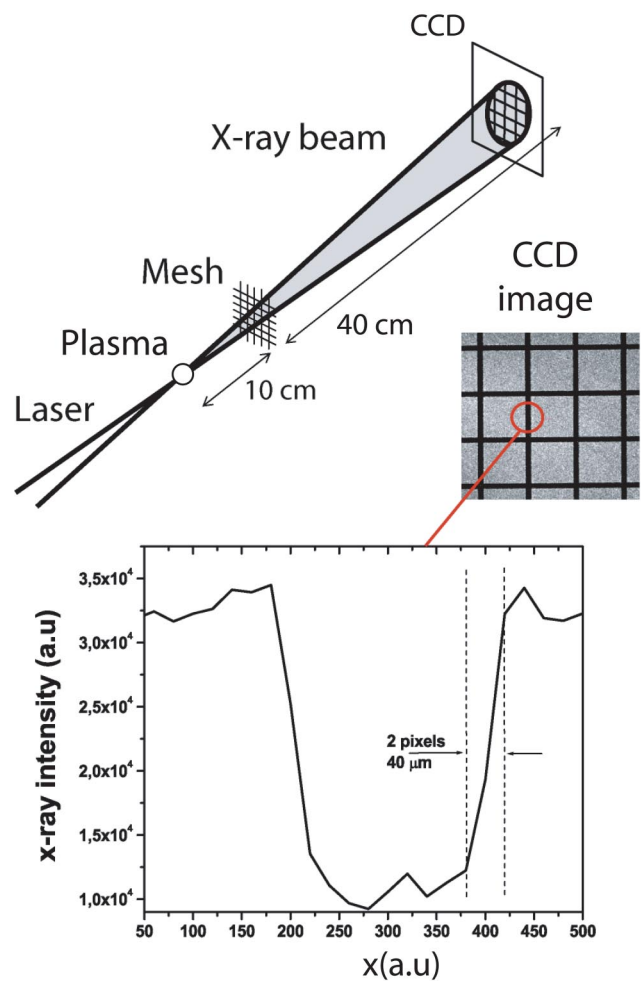 CCD
X-ray beam
Mesh
CCD
image
40 cm
Plasma
10 cm
Laser
3,5x10⁴
3,0x10⁴
2,5x10⁴
2,0x10⁴
1,5x10⁴
1,0x10⁴
x-ray intensity (a.u)
2 pixels
40 μm
50 100 150 200 250 300 350 400 450 500
x(a.u)